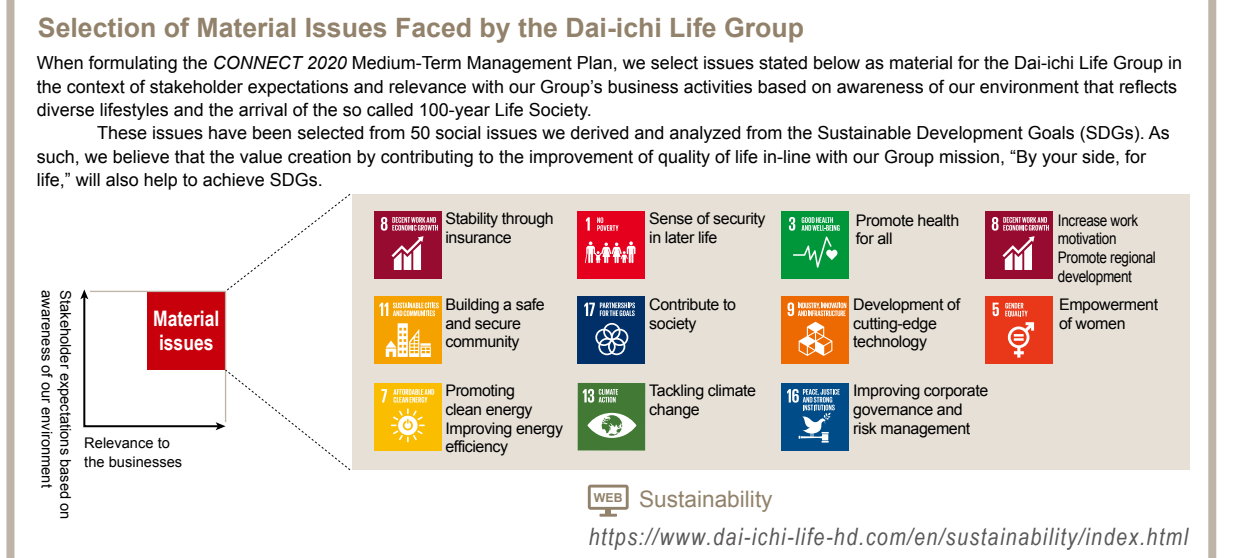 Selection of Material Issues Faced by the Dai-ichi Life Group
When formulating the CONNECT 2020 Medium-Term Management Plan, we select issues stated below as material for the Dai-ichi Life Group in
the context of stakeholder expectations and relevance with our Group's business activities based on awareness of our environment that reflects
diverse lifestyles and the arrival of the so called 100-year Life Society.
These issues have been selected from 50 social issues we derived and analyzed from the Sustainable Development Goals (SDGs). As
such, we believe that the value creation by contributing to the improvement of quality of life in-line with our Group mission, “By your side, for
life,” will also help to achieve SDGs.
Stakeholder expectations based on
awareness of our environment
Material
issues
Relevance to
the businesses
8 DECENT WORK AND
ECONOMIC GROWTH
Stability through
insurance
1 NO
POVERTY
Sense of security
in later life
3 GOOD HEALTH
AND WELL-BEING
Promote health
for all
8 DECENT WORK AND
ECONOMIC GROWTH
Increase work
motivation
Promote regional
development
11 SUSTAINABLE CITIES
AND COMMUNITIES
Building a safe
and secure
community
17 PARTNERSHIPS
FOR THE GOALS
Contribute to
society
9 INDUSTRY, INNOVATION
AND INFRASTRUCTURE
Development of
cutting-edge
technology
5 GENDER
EQUALITY
Empowerment
of women
7 AFFORDABLE AND
CLEAN ENERGY
Promoting
clean energy
Improving energy
efficiency
13 CLIMATE
ACTION
Tackling climate
change
16 PEACE, JUSTICE
AND STRONG
INSTITUTIONS
Improving corporate
governance and
risk management
WEB Sustainability
https://www.dai-ichi-life-hd.com/en/sustainability/index.html